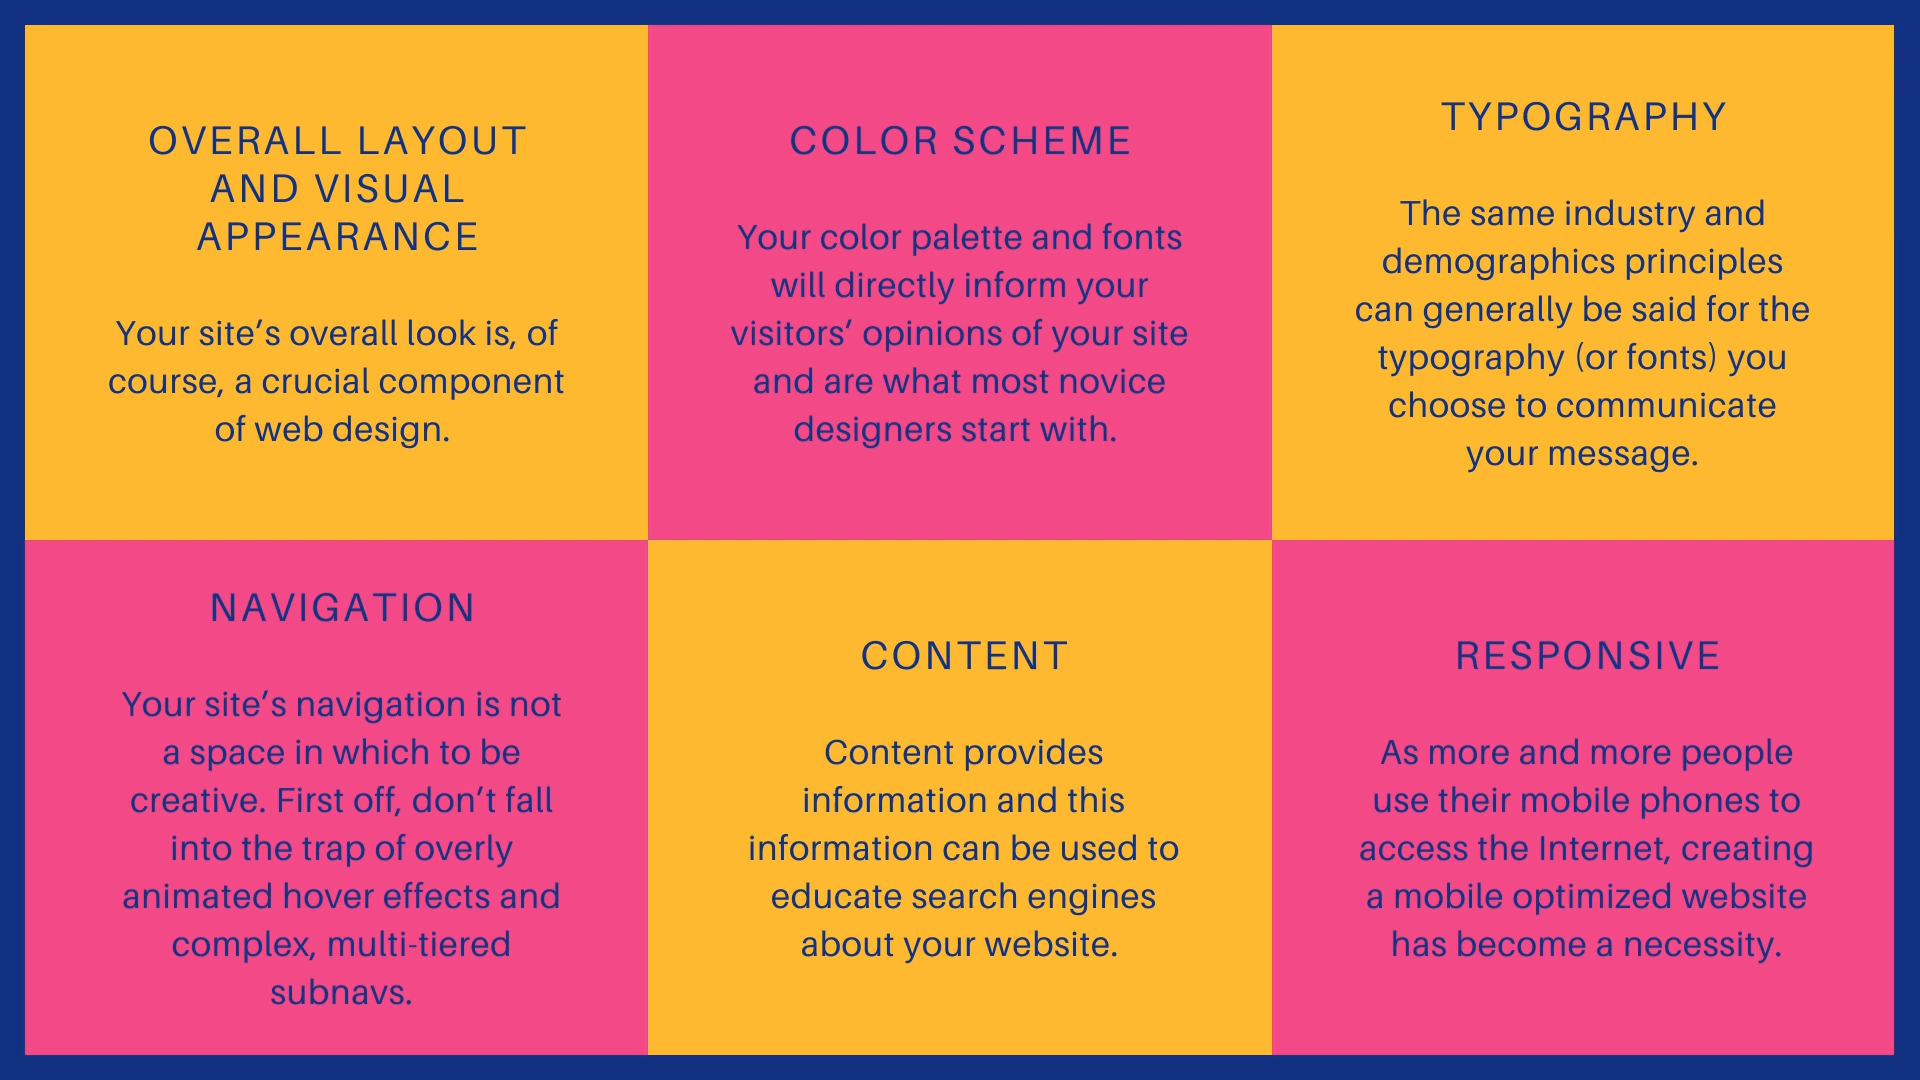 OVERALL LAYOUT
AND VISUAL
APPEARANCE
Your site’s overall look is, of
course, a crucial component
of web design.
COLOR SCHEME
Your color palette and fonts
will directly inform your
visitors’ opinions of your site
and are what most novice
designers start with.
TYPOGRAPHY
The same industry and
demographics principles
can generally be said for the
typography (or fonts) you
choose to communicate
your message.
NAVIGATION
Your site’s navigation is not
a space in which to be
creative. First off, don’t fall
into the trap of overly
animated hover effects and
complex, multi-tiered
subnavs.
CONTENT
Content provides
information and this
information can be used to
educate search engines
about your website.
RESPONSIVE
As more and more people
use their mobile phones to
access the Internet, creating
a mobile optimized website
has become a necessity.